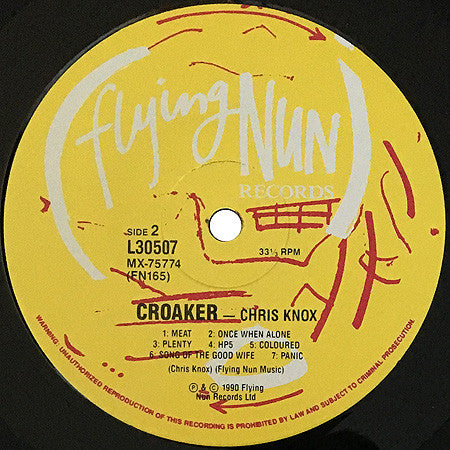 flying NUN
RECORDS
SIDE 2
L30507
MX-75774
(FN165)
33⅓ RPM
CROAKER — CHRIS KNOX
1: MEAT 2: ONCE WHEN ALONE
3: PLENTY 4: HP5 5: COLOURED
6: SONG OF THE GOOD WIFE 7: PANIC
(Chris Knox) (Flying Nun Music)
Ⓟ & © 1990 Flying
Nun Records Ltd
WARNING: UNAUTHORIZED REPRODUCTION OF THIS RECORDING IS PROHIBITED BY LAW AND SUBJECT TO CRIMINAL PROSECUTION.